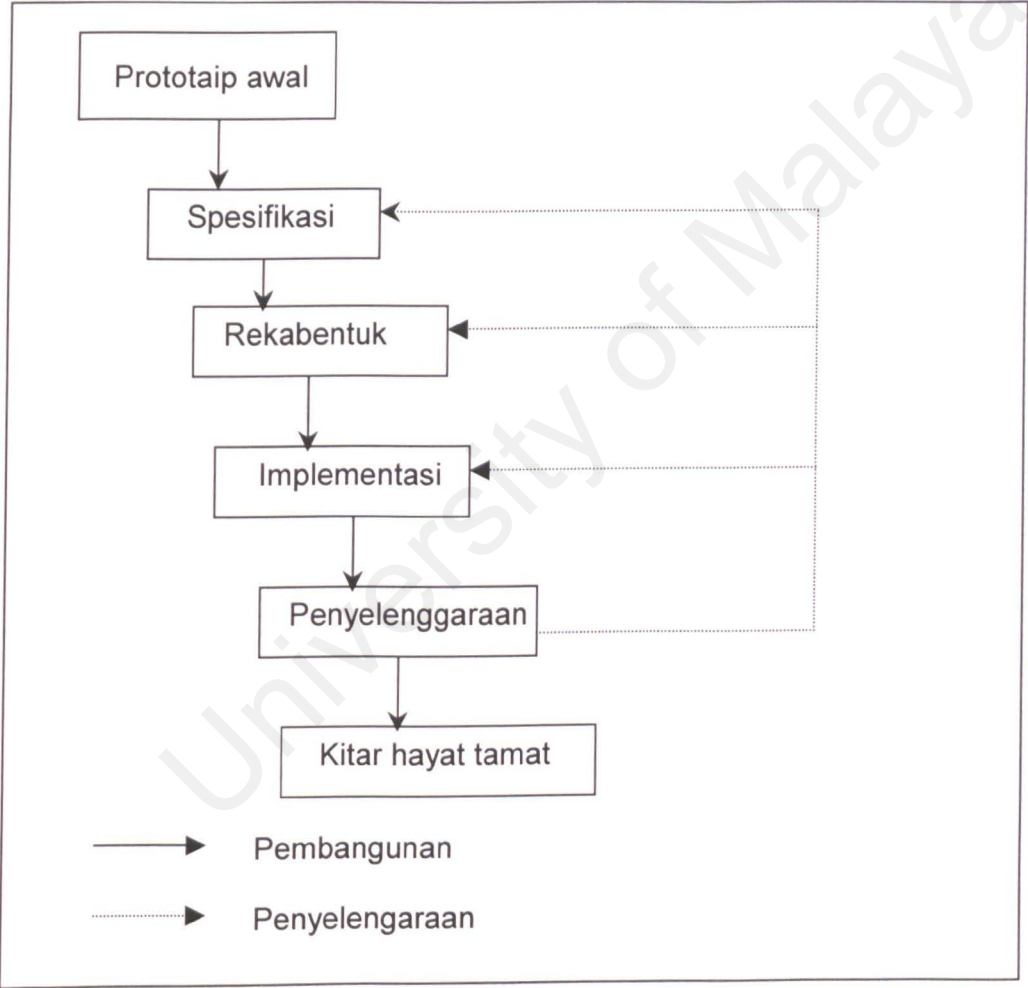 Prototaip awal
Spesifikasi
Rekabentuk
Implementasi
Penyelenggaraan
Kitar hayat tamat
Pembangunan
Penyelengaraan
University of Malaya